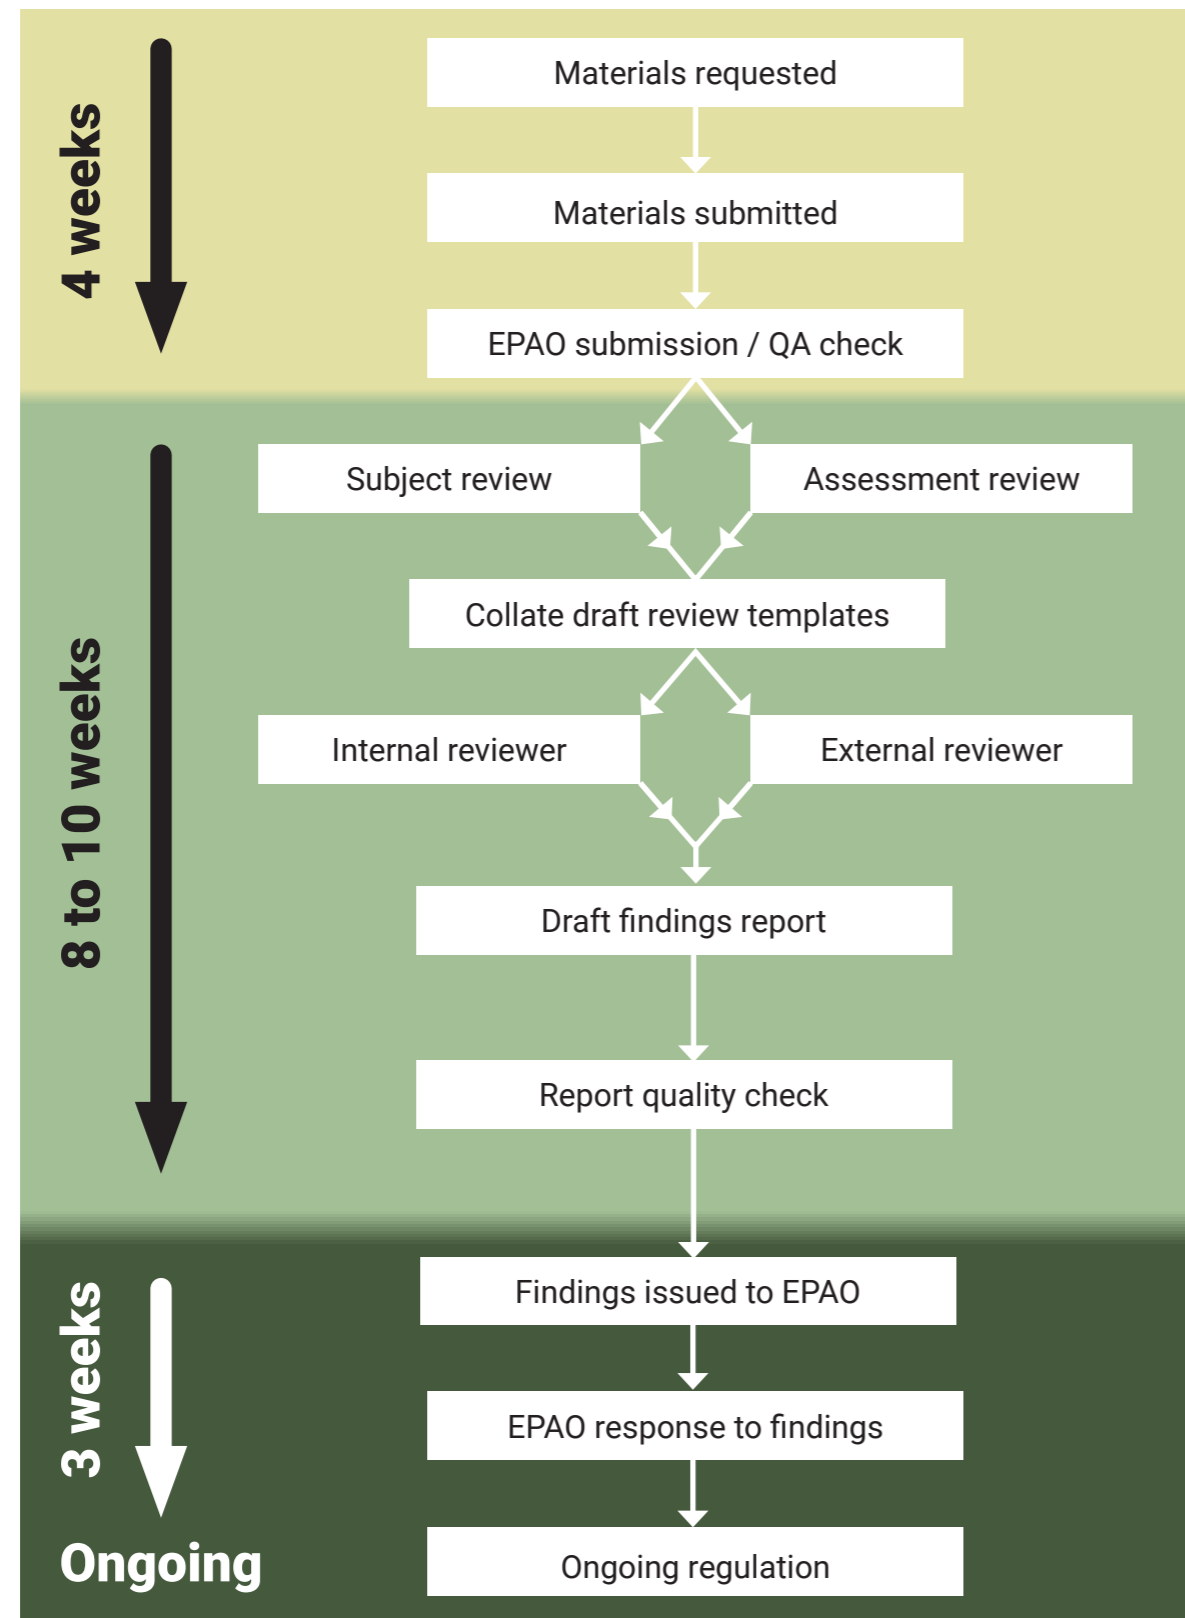 4 weeks
Materials requested
Materials submitted
EPAO submission / QA check
8 to 10 weeks
Subject review
Assessment review
Collate draft review templates
Internal reviewer
External reviewer
Draft findings report
Report quality check
3 weeks
Findings issued to EPAO
EPAO response to findings
Ongoing
Ongoing regulation